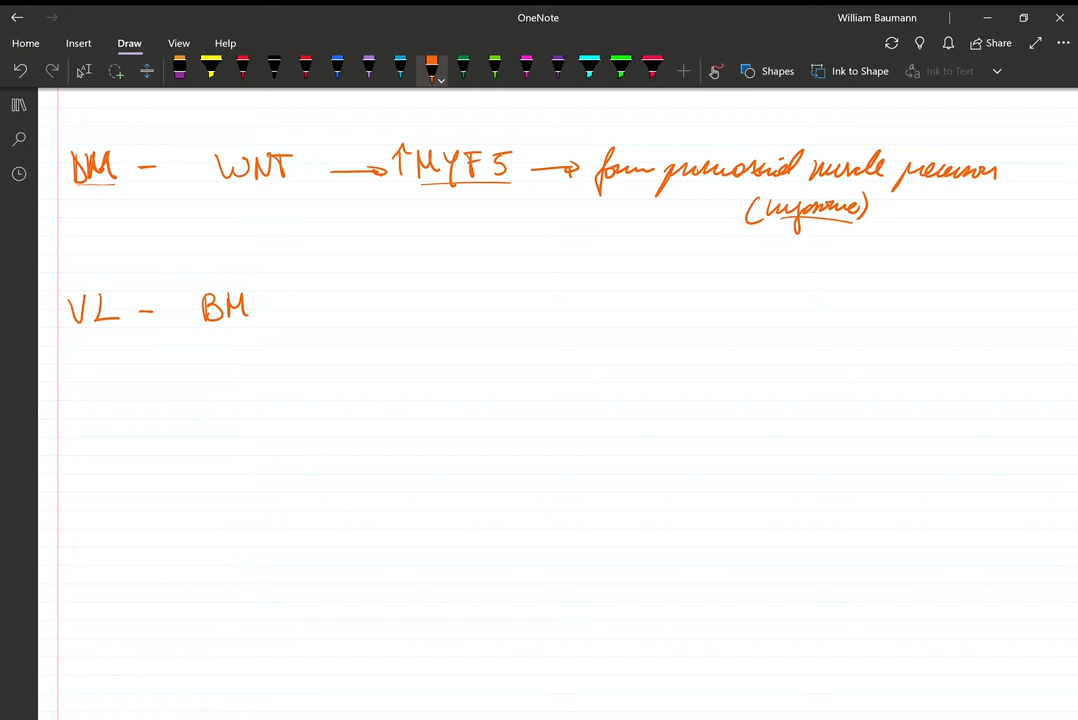 OneNote
William Baumann
Home Insert Draw View Help
Share
Shapes
Ink to Shape
Ink to Text
DM - WNT → ↑MYF5 → form primordial muscle precursor
(myotome)
VL - BM